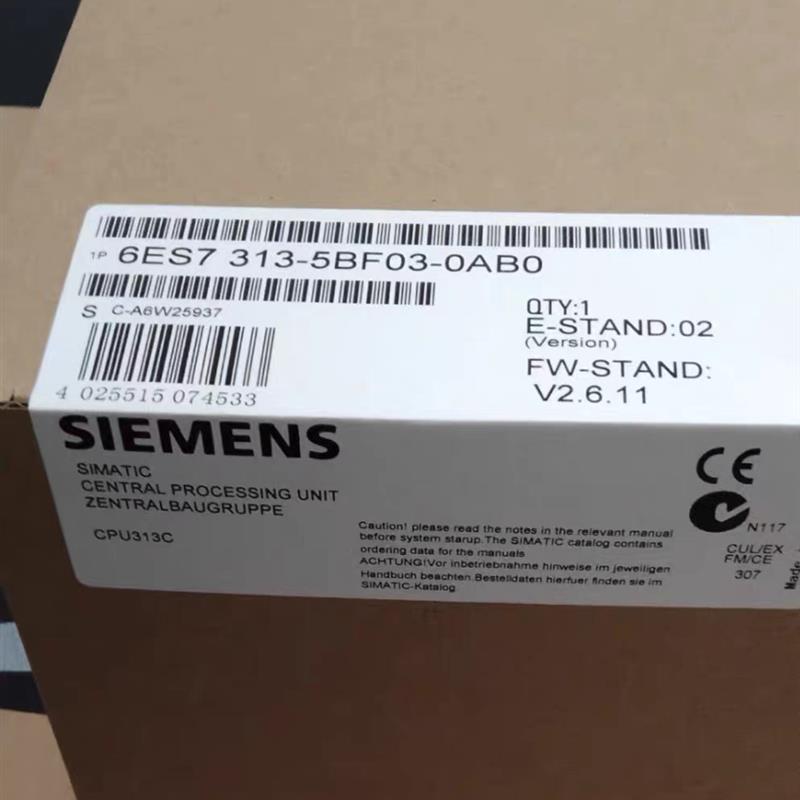 1P 6ES7 313-5BF03-0AB0
S C-A6W25937
4 025515 074533
QTY:1
E-STAND:02
(Version)
FW-STAND:
V2.6.11
SIEMENS
SIMATIC
CENTRAL PROCESSING UNIT
ZENTRALBAUGRUPPE
CPU313C
Caution! please read the notes in the relevant manual
before system starup.The SIMATIC catalog contains
ordering data for the manuals
ACHTUNG!Vor inbetriebnahme hinweise im jeweiligen
Handbuch beachten.Bestelldaten hierfuer finden sie im
SIMATIC-Katalog.
CE
N117
CUL/EX
FM/CE
307
Made